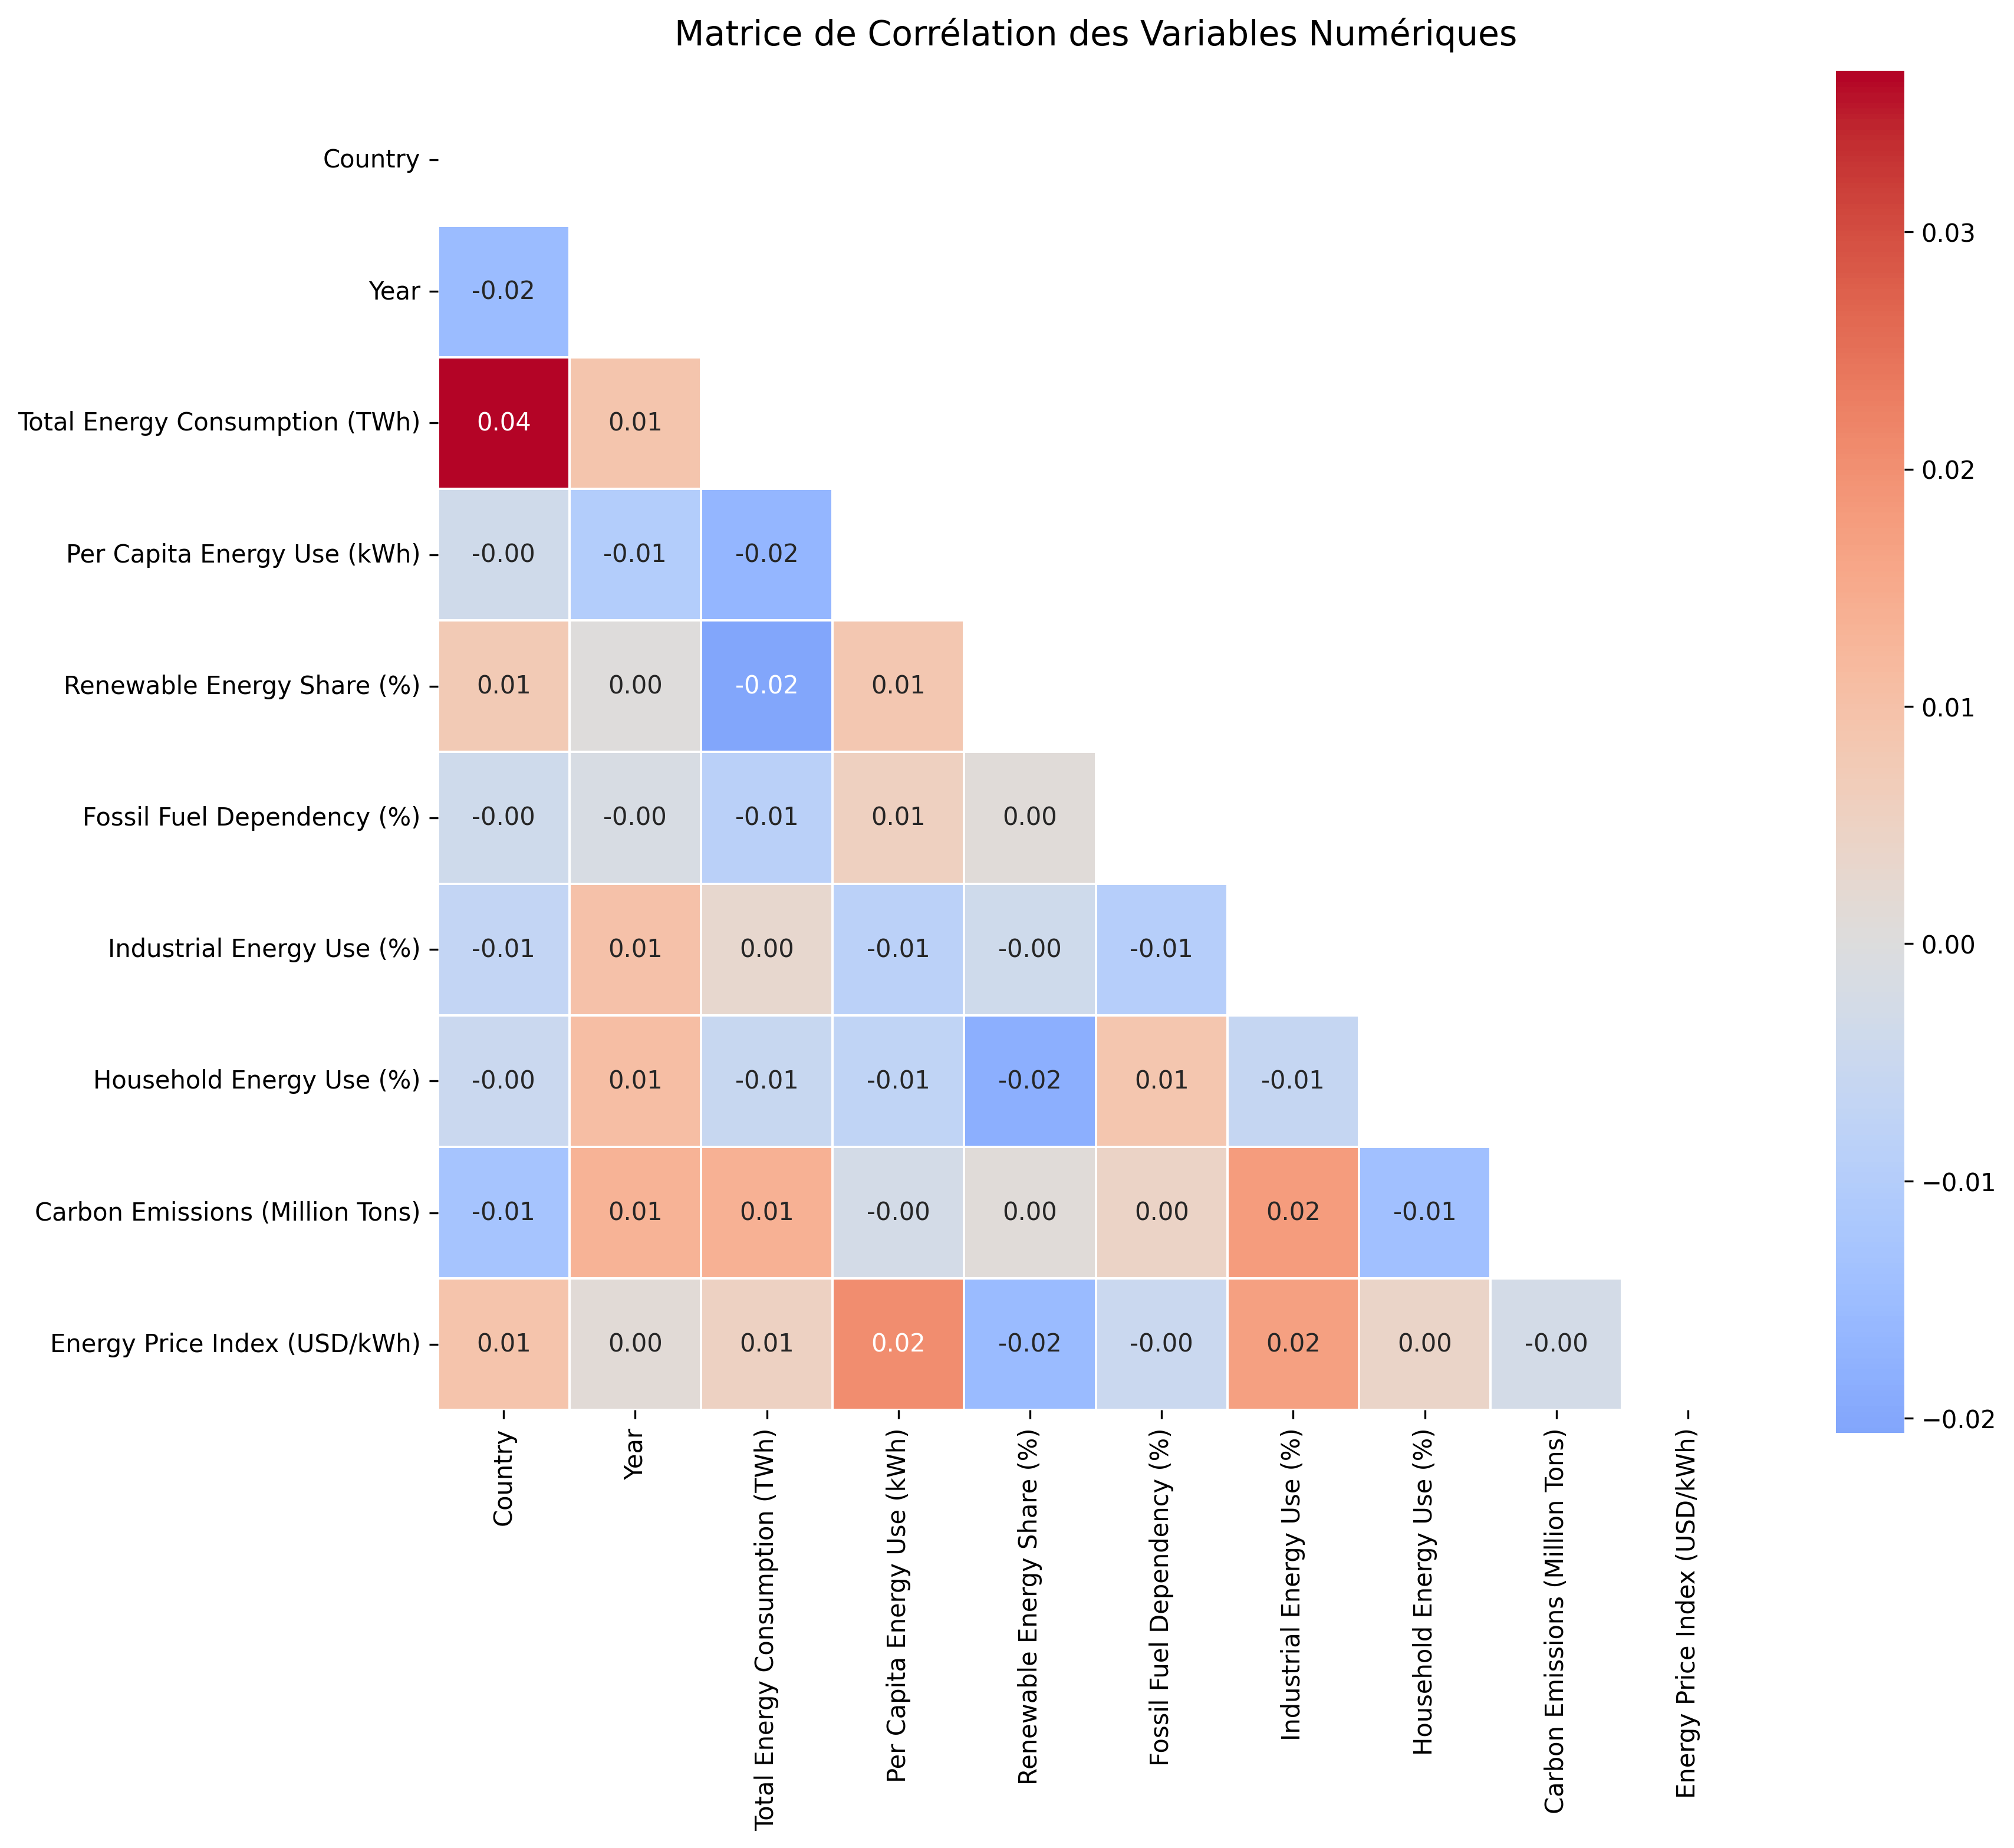 Matrice de Corrélation des Variables Numériques
Country
Year
-0.02
Total Energy Consumption (TWh)
0.04
0.01
Per Capita Energy Use (kWh)
-0.00
-0.01
-0.02
Renewable Energy Share (%)
0.01
0.00
-0.02
0.01
Fossil Fuel Dependency (%)
-0.00
-0.00
-0.01
0.01
0.00
Industrial Energy Use (%)
-0.01
0.01
0.00
-0.01
-0.00
-0.01
Household Energy Use (%)
-0.00
0.01
-0.01
-0.01
-0.02
0.01
-0.01
Carbon Emissions (Million Tons)
-0.01
0.01
0.01
-0.00
0.00
0.00
0.02
-0.01
Energy Price Index (USD/kWh)
0.01
0.00
0.01
0.02
-0.02
-0.00
0.02
0.00
-0.00
Country
Year
Total Energy Consumption (TWh)
Per Capita Energy Use (kWh)
Renewable Energy Share (%)
Fossil Fuel Dependency (%)
Industrial Energy Use (%)
Household Energy Use (%)
Carbon Emissions (Million Tons)
Energy Price Index (USD/kWh)
0.03
0.02
0.01
0.00
−0.01
−0.02